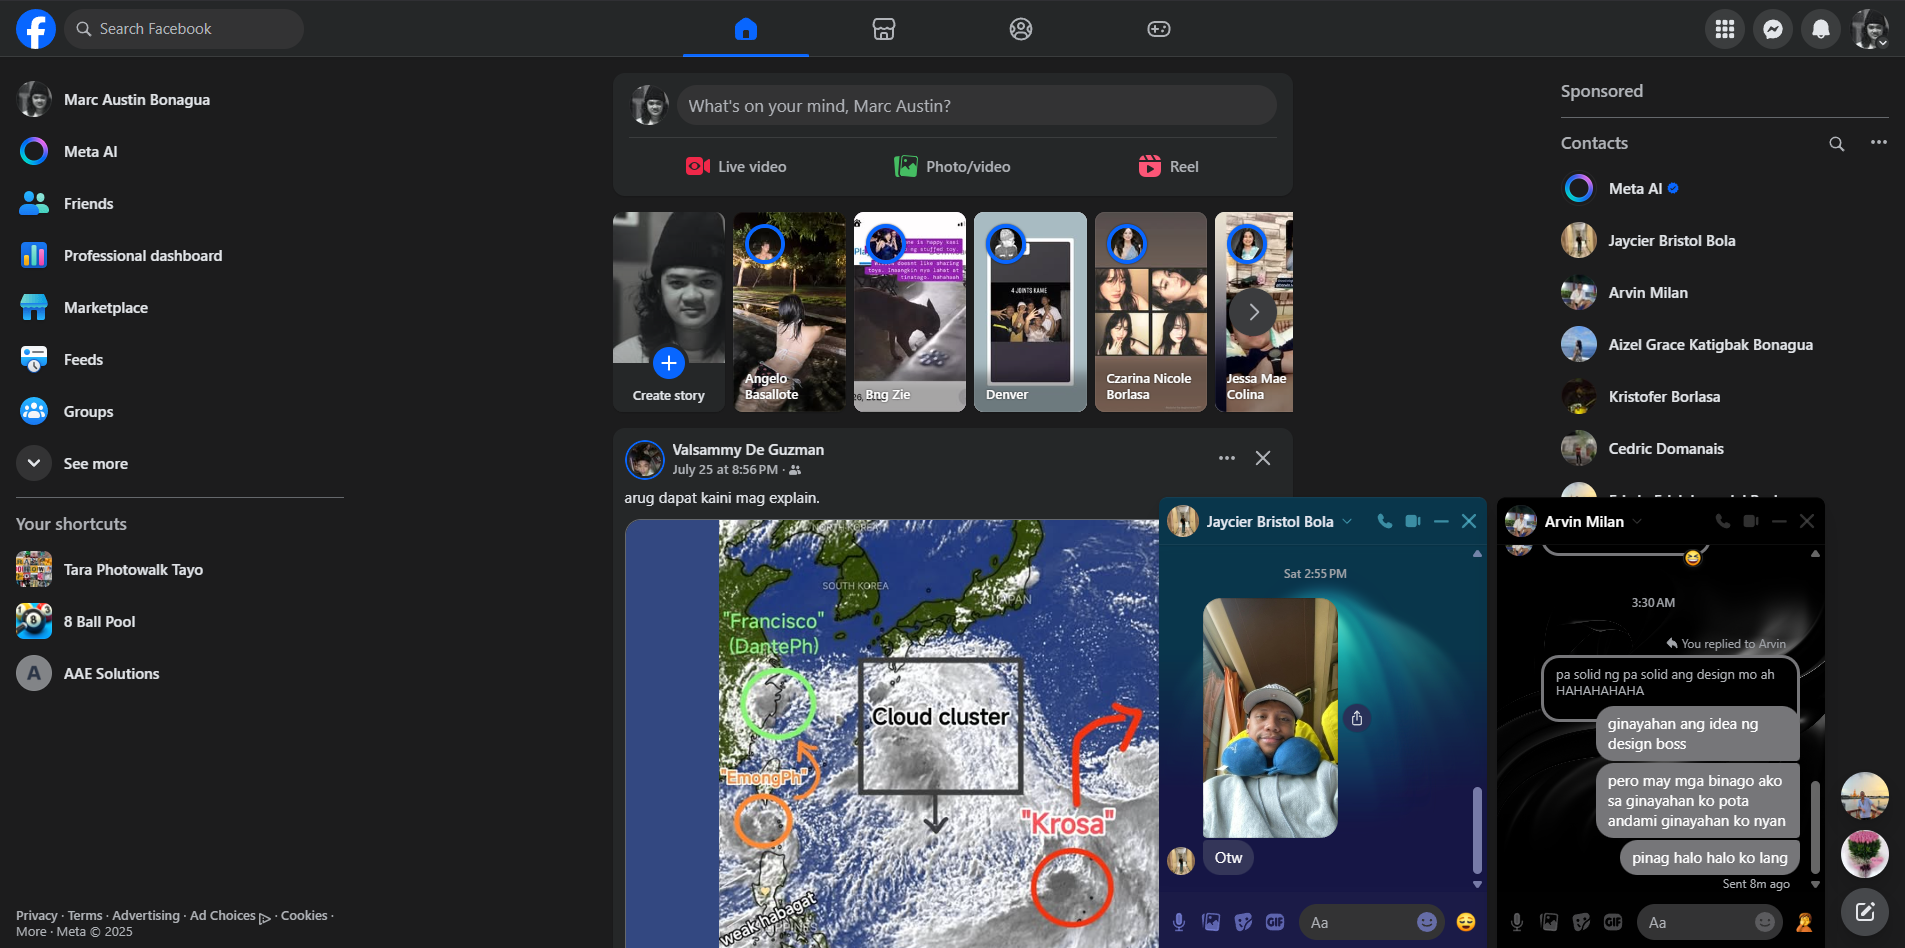 Search Facebook
Marc Austin Bonagua
Meta AI
Friends
Professional dashboard
Marketplace
Feeds
Groups
See more
Your shortcuts
Tara Photowalk Tayo
8 Ball Pool
A
AAE Solutions
Privacy · Terms · Advertising · Ad Choices · Cookies ·
More · Meta © 2025
What's on your mind, Marc Austin?
Live video
Photo/video
Reel
Create story
Angelo
Basallote
Bng Zie
4 JOINTS KAME
Denver
Czarina Nicole
Borlasa
Jessa Mae
Colina
Valsammy De Guzman
July 25 at 8:56 PM ·
arug dapat kaini mag explain.
NORTH KOREA
SOUTH KOREA
JAPAN
"Francisco"
(DantePh)
Cloud cluster
"EmongPh"
"Krosa"
weak habagat
Sponsored
Contacts
Meta AI
Jaycier Bristol Bola
Arvin Milan
Aizel Grace Katigbak Bonagua
Kristofer Borlasa
Cedric Domanais
Jaycier Bristol Bola
Sat 2:55 PM
Otw
GIF
Aa
Arvin Milan
3:30 AM
You replied to Arvin
pa solid ng pa solid ang design mo ah
HAHAHAHAHA
ginayahan ang idea ng
design boss
pero may mga binago ako
sa ginayahan ko pota
andami ginayahan ko nyan
pinag halo halo ko lang
Sent 8m ago
GIF
Aa